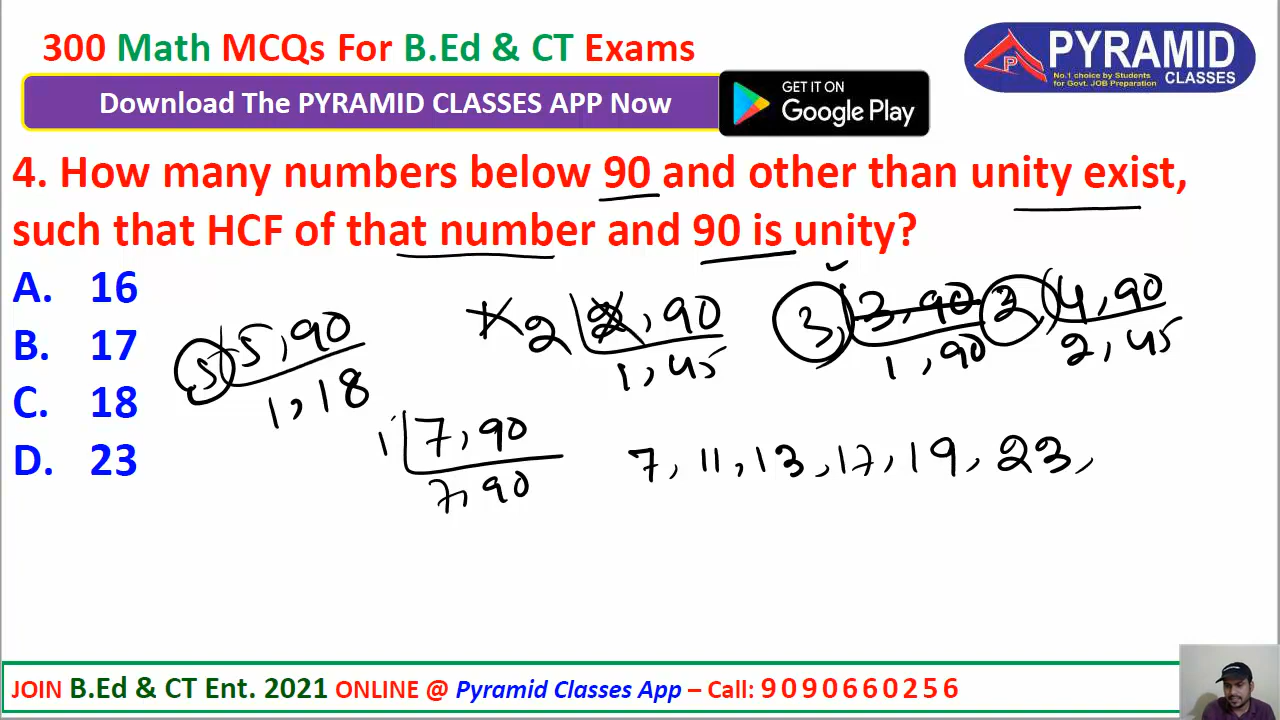 300 Math MCQs For B.Ed & CT Exams
PYRAMID
CLASSES
No.1 choice by Students
for Govt. JOB Preparation
Download The PYRAMID CLASSES APP Now
GET IT ON
Google Play
4. How many numbers below 90 and other than unity exist,
such that HCF of that number and 90 is unity?
A. 16
B. 17
C. 18
D. 23
5 5, 90
1, 18
2 2, 90
1, 45
3, 3, 90
1, 90
2, 4, 90
2, 45
1 7, 90
7, 90
7, 11, 13, 17, 19, 23,
JOIN B.Ed & CT Ent. 2021 ONLINE @ Pyramid Classes App – Call: 9090660256